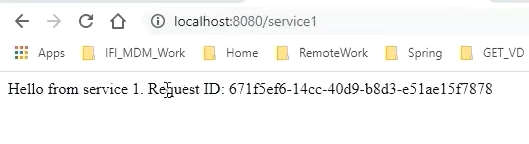 localhost:8080/service1
Apps IFI_MDM_Work Home RemoteWork Spring GET_VD
Hello from service 1. Request ID: 671f5ef6-14cc-40d9-b8d3-e51ae15f7878